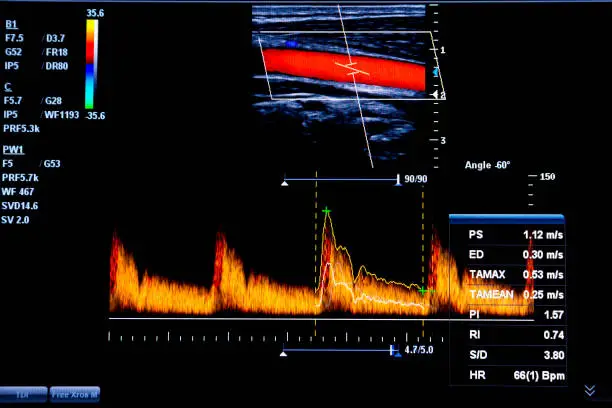 B1
F7.5 / D3.7
G52 / FR18
IP5 / DR80
C
F5.7 / G28
IP5 / WF1193
PRF5.3k
PW1
F5 / G53
PRF5.7k
WF 467
SVD14.6
SV 2.0
35.6
-35.6
1
2
3
90/90
Angle -60°
150
PS 1.12 m/s
ED 0.30 m/s
TAMAX 0.53 m/s
TAMEAN 0.25 m/s
PI 1.57
RI 0.74
S/D 3.80
HR 66(1) Bpm
4.7/5.0
TDI
Free Xros M